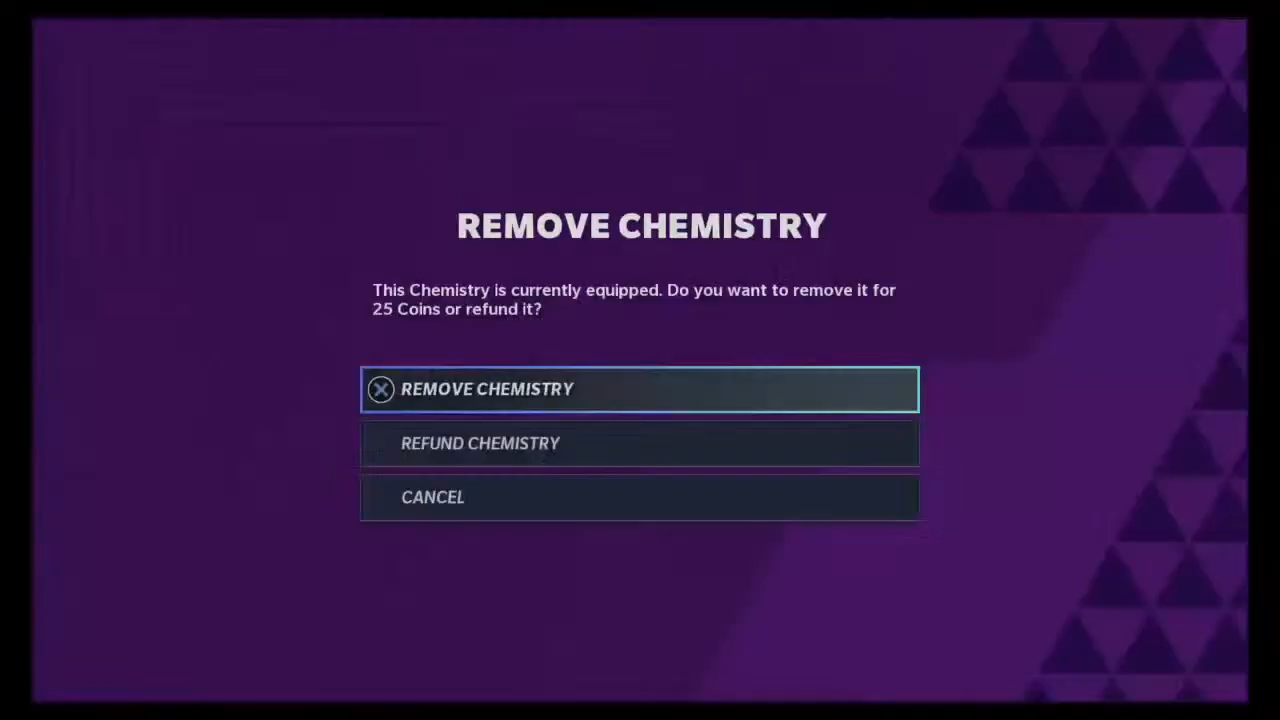 REMOVE CHEMISTRY
This Chemistry is currently equipped. Do you want to remove it for
25 Coins or refund it?
REMOVE CHEMISTRY
REFUND CHEMISTRY
CANCEL